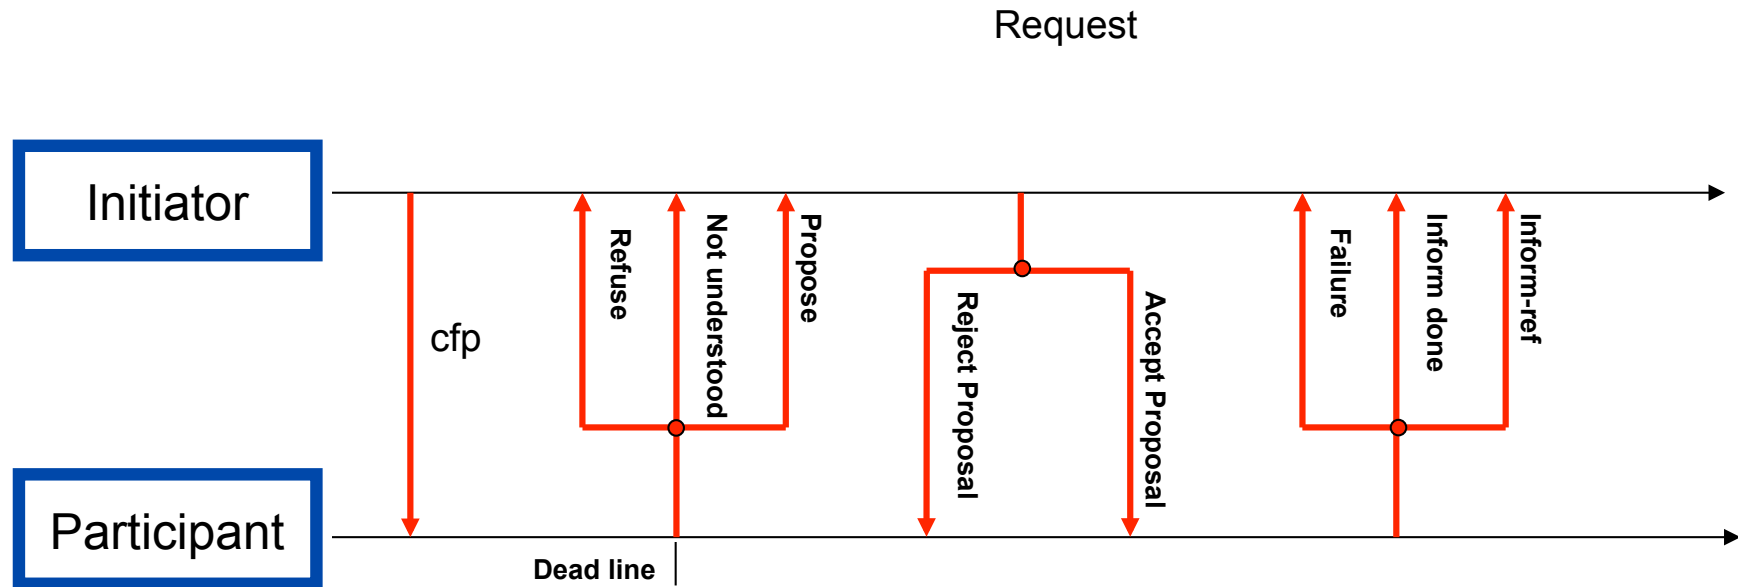 Request
Initiator
Refuse
Not understood
Propose
Failure
Inform done
Inform-ref
cfp
Reject Proposal
Accept Proposal
Participant
Dead line